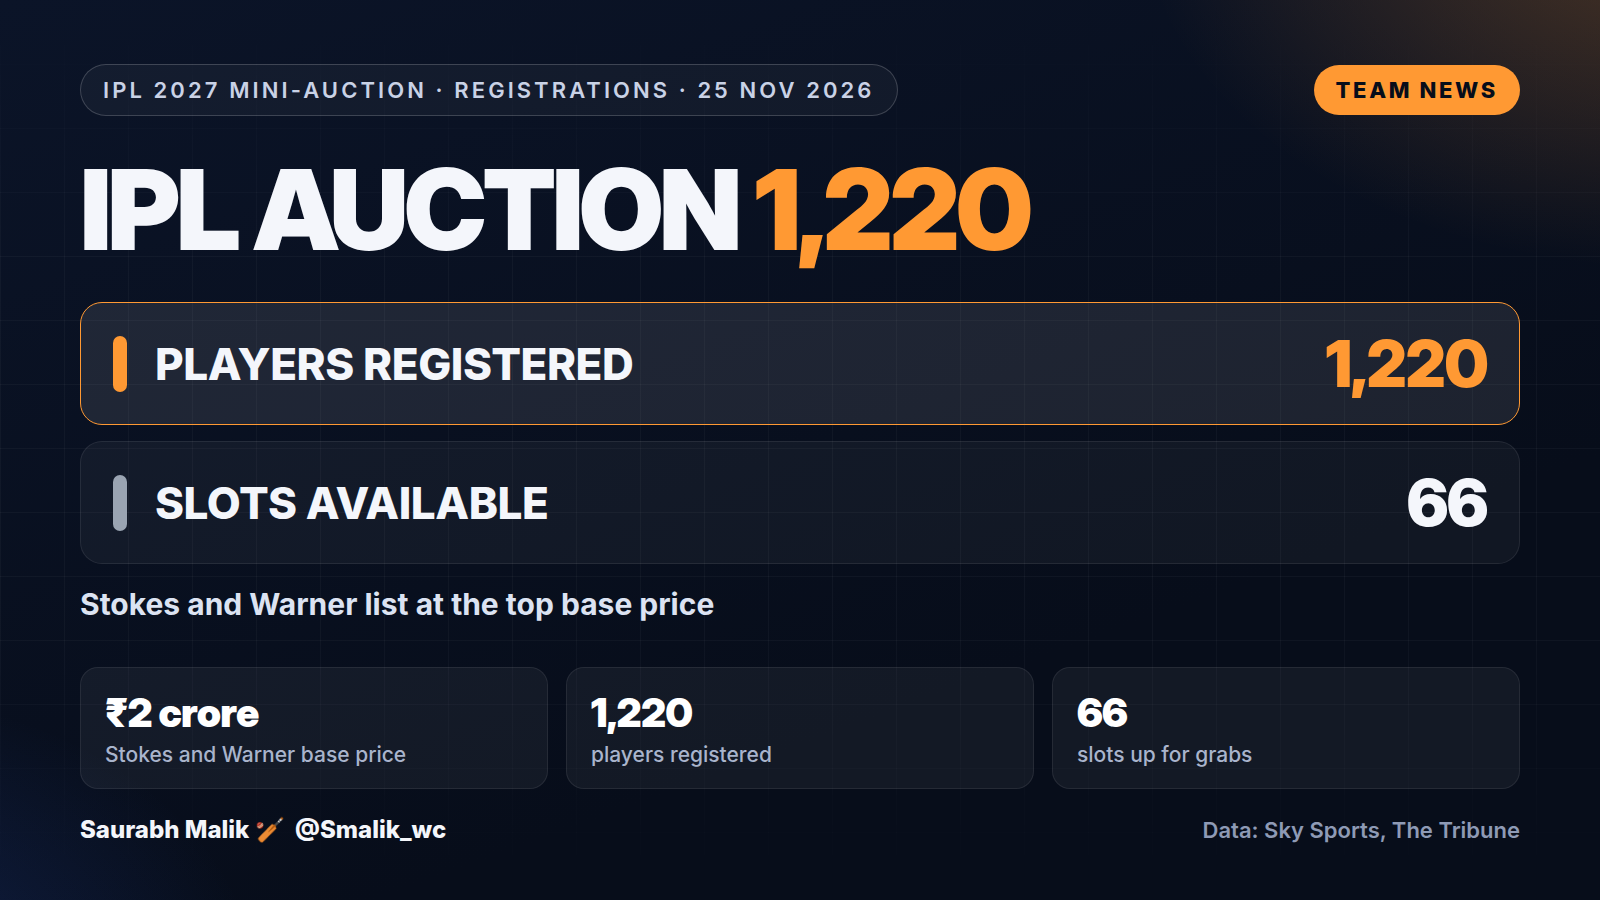 IPL 2027 MINI-AUCTION · REGISTRATIONS · 25 NOV 2026
TEAM NEWS
IPL AUCTION 1,220
PLAYERS REGISTERED 1,220
SLOTS AVAILABLE 66
Stokes and Warner list at the top base price
₹2 crore
Stokes and Warner base price
1,220
players registered
66
slots up for grabs
Saurabh Malik 🏏 @Smalik_wc
Data: Sky Sports, The Tribune